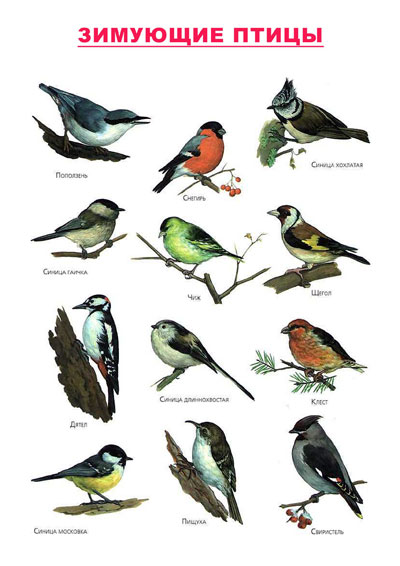 ЗИМУЮЩИЕ ПТИЦЫ
Поползень
Снегирь
Синица хохлатая
Синица гаичка
Чиж
Щегол
Дятел
Синица длиннохвостая
Клест
Синица московка
Пищуха
Свиристель